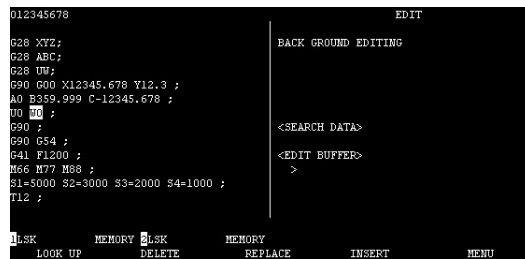 012345678 EDIT
G28 XYZ; BACK GROUND EDITING
G28 ABC;
G28 UW;
G90 G00 X12345.678 Y12.3 ;
A0 B359.999 C-12345.678 ;
U0 W0 ;
G90 ; <SEARCH DATA>
G90 G54 ;
G41 F1200 ; <EDIT BUFFER>
M66 M77 M88 ; >
S1=5000 S2=3000 S3=2000 S4=1000 ;
T12 ;
1LSK MEMORY 2LSK MEMORY
LOOK UP DELETE REPLACE INSERT MENU